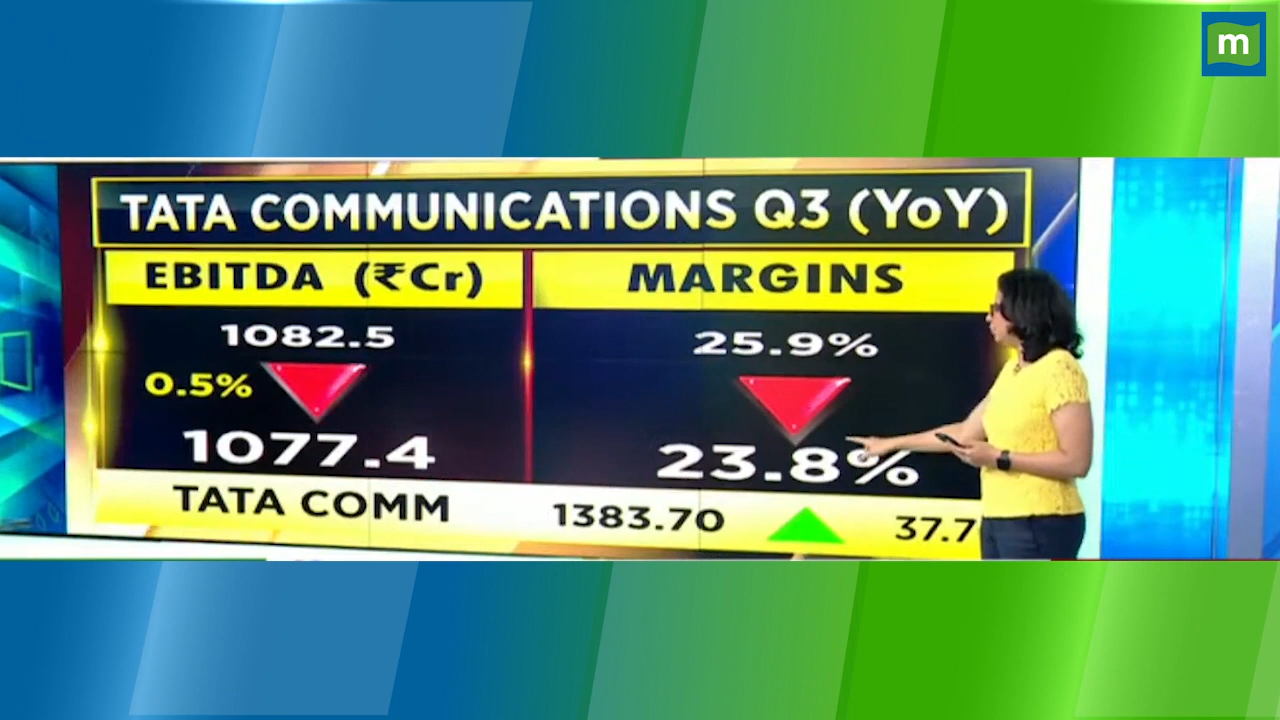 m
TATA COMMUNICATIONS Q3 (YoY)
EBITDA (₹Cr)
1082.5
0.5%
1077.4
MARGINS
25.9%
23.8%
TATA COMM 1383.70 37.7